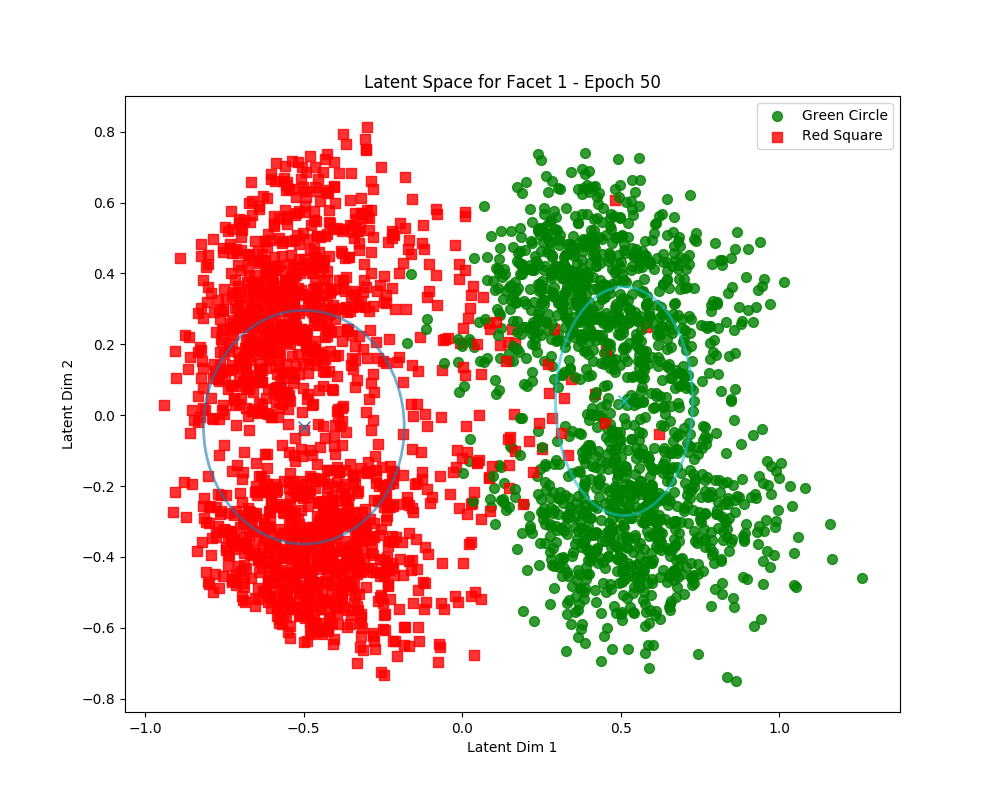 Latent Space for Facet 1 - Epoch 50
Green Circle
Red Square
0.8
0.6
0.4
0.2
0.0
−0.2
−0.4
−0.6
−0.8
Latent Dim 2
−1.0
−0.5
0.0
0.5
1.0
Latent Dim 1